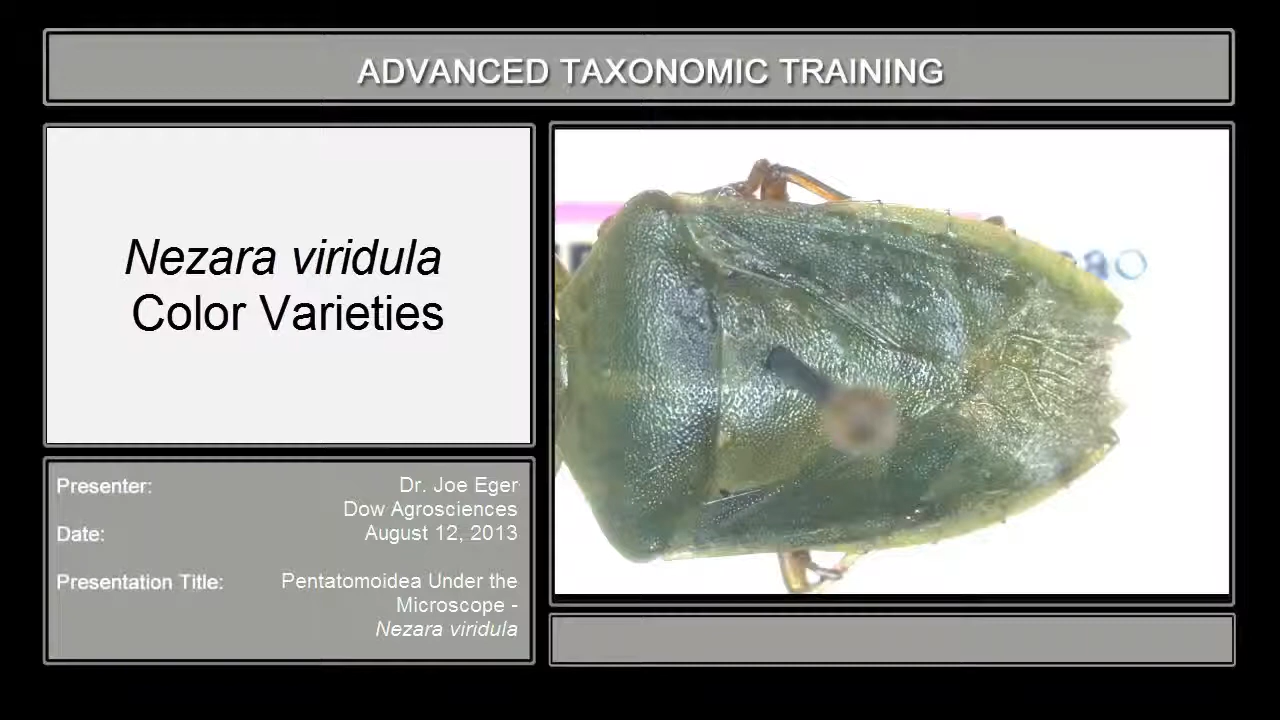 ADVANCED TAXONOMIC TRAINING
Nezara viridula
Color Varieties
Presenter:
Dr. Joe Eger
Dow Agrosciences
Date:
August 12, 2013
Presentation Title:
Pentatomoidea Under the
Microscope -
Nezara viridula